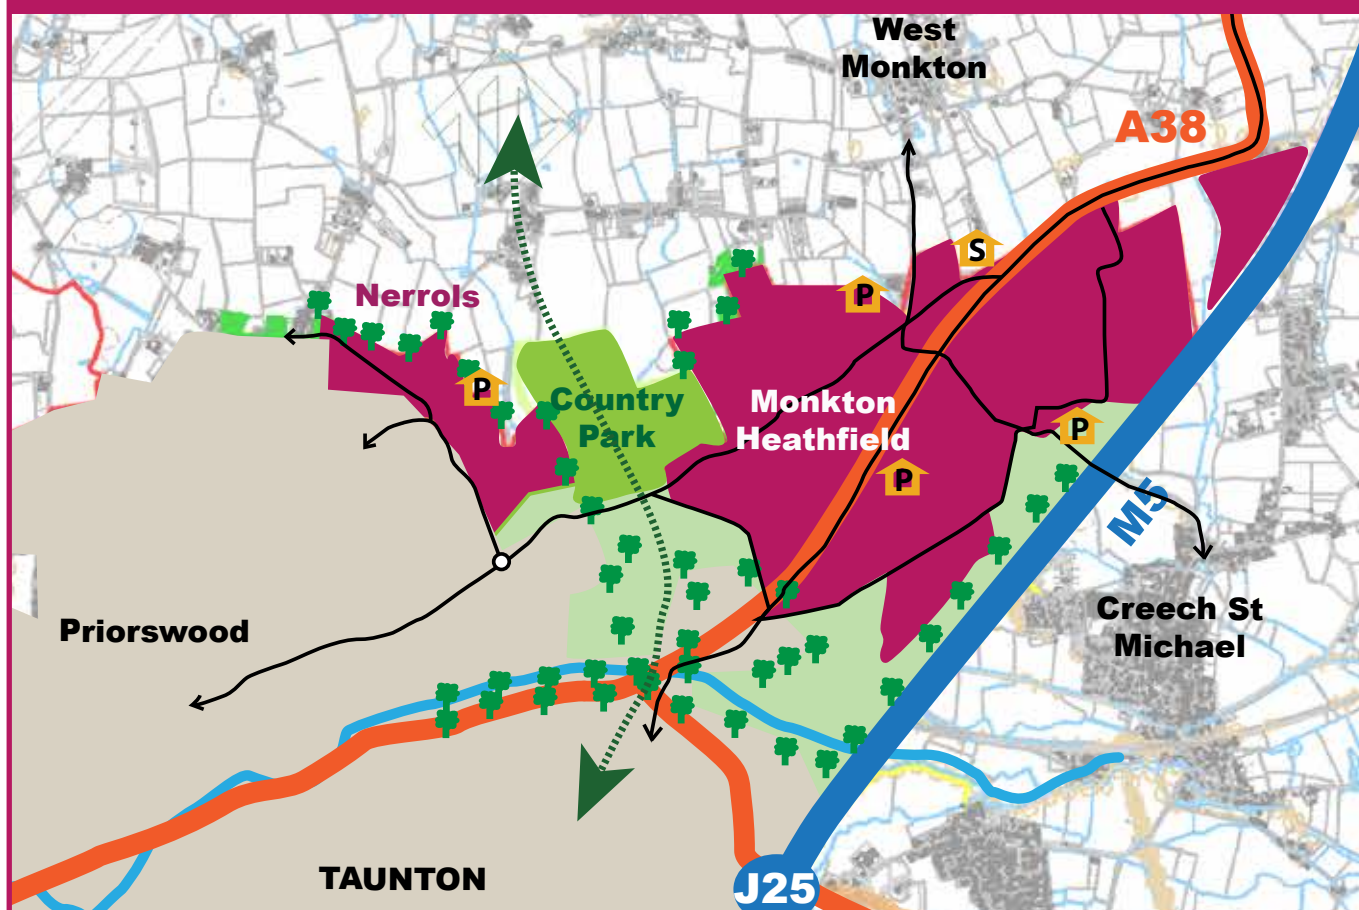 West
Monkton
A38
S
Nerrols
P
P
Country
Park
Monkton
Heathfield
P
P
M5
Creech St
Michael
Priorswood
TAUNTON
J25